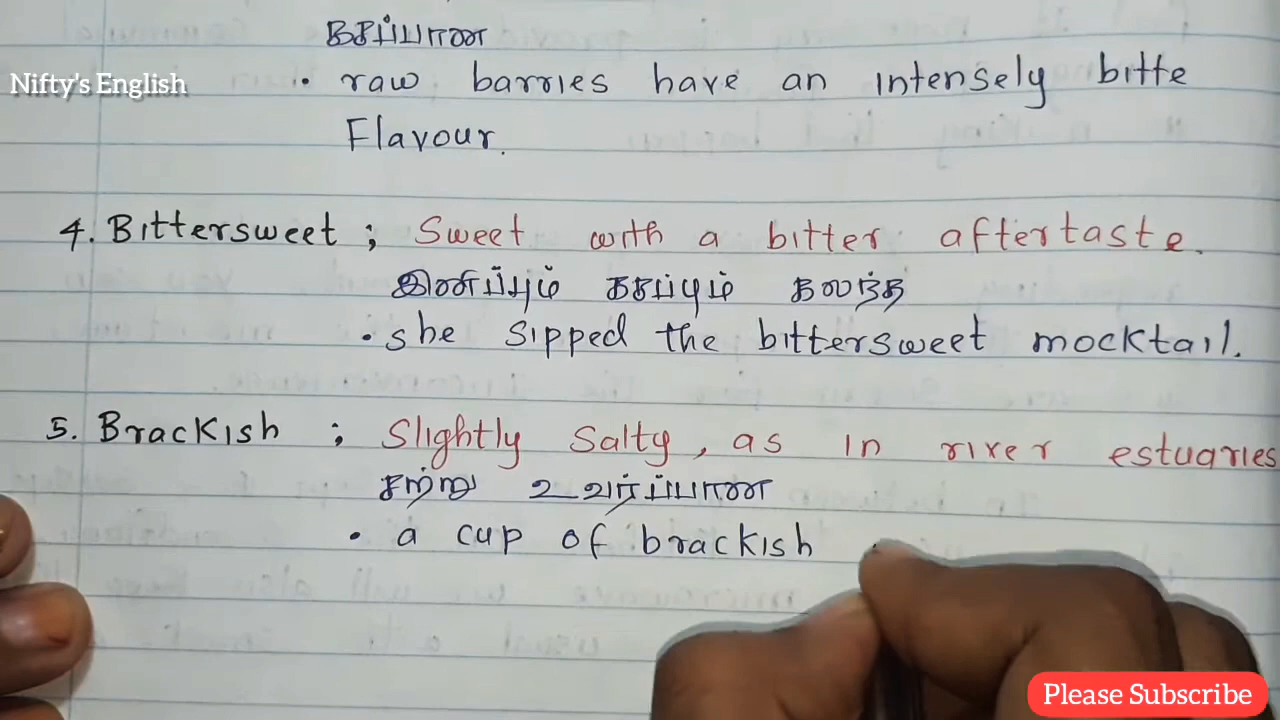 கசப்பான
Nifty's English
• raw barries have an intensely bitte
Flavour.
4. Bittersweet ; Sweet with a bitter aftertaste.
இனிப்பும் கசப்பும் கலந்த
• she sipped the bittersweet mocktail.
5. Brackish ; Slightly Salty, as in river estuaries
சற்று உவர்ப்பான
• a cup of brackish
Please Subscribe